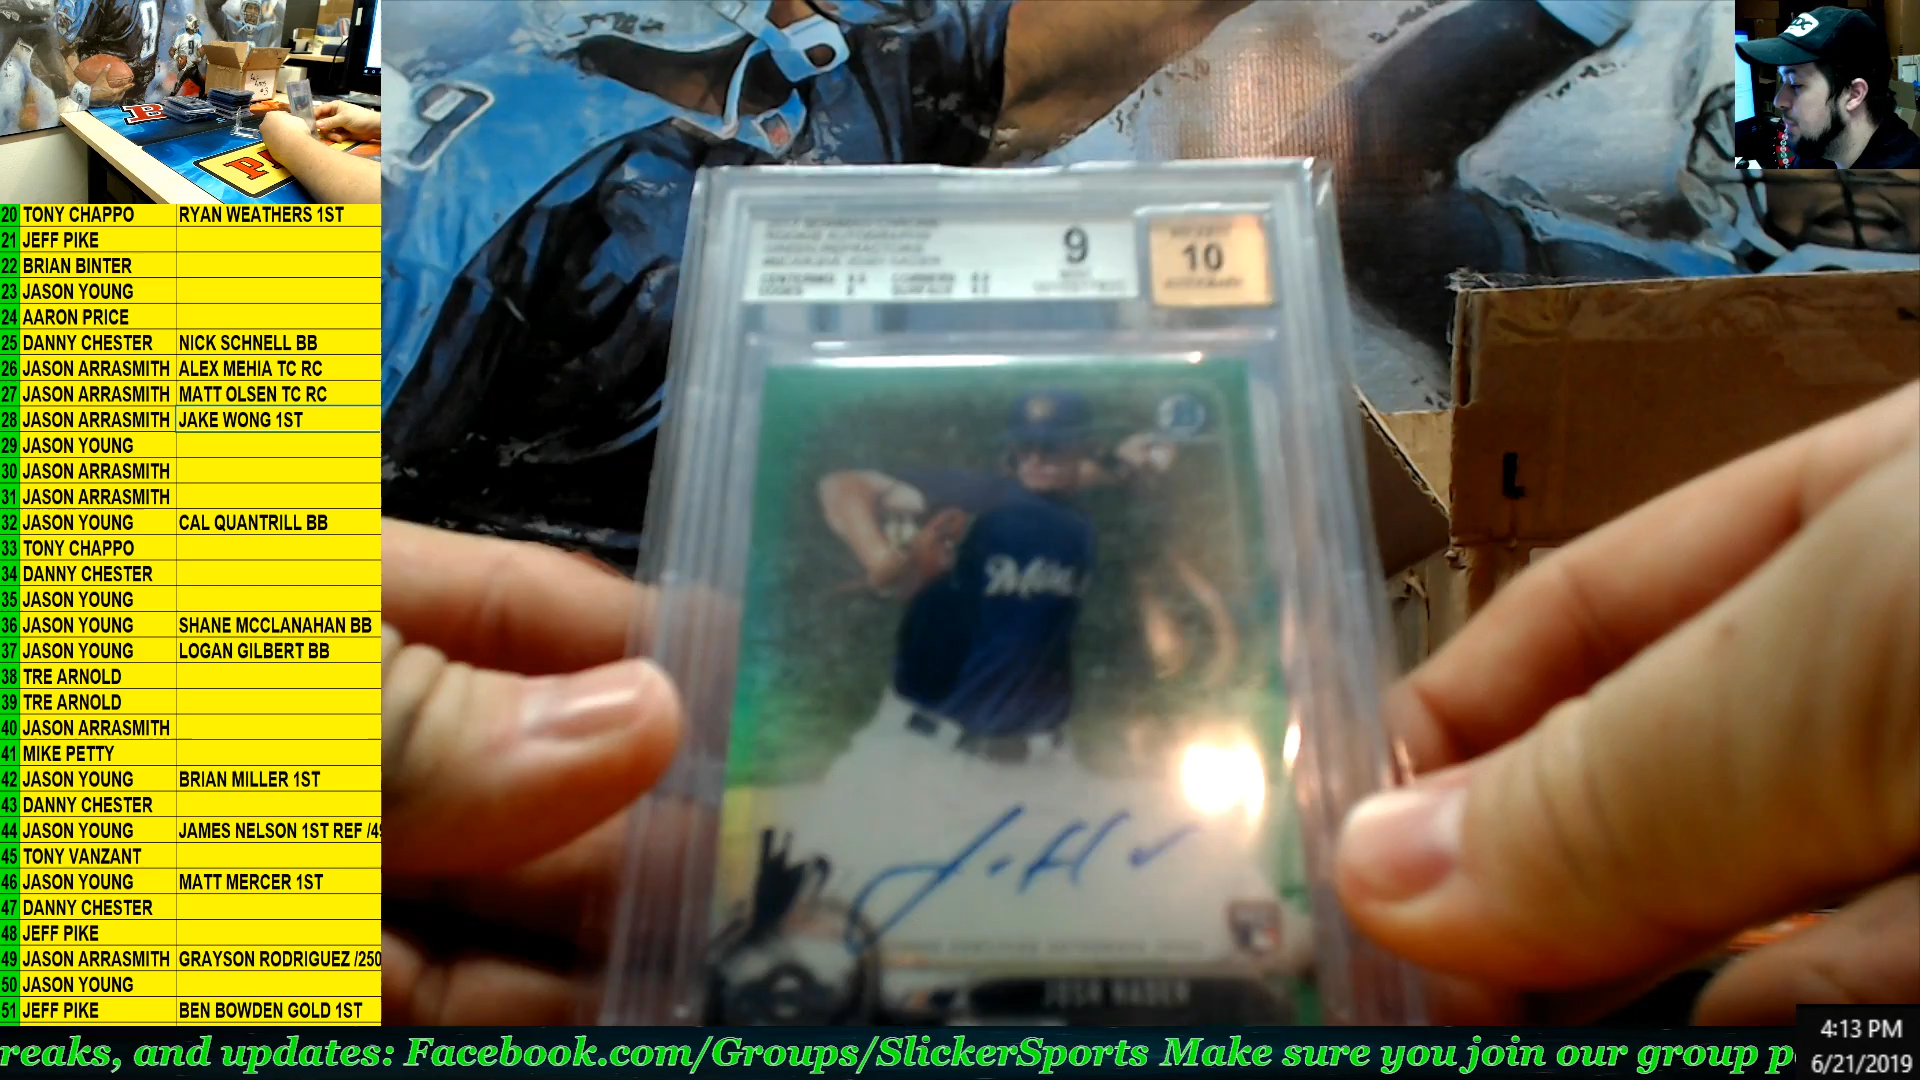 20 TONY CHAPPO RYAN WEATHERS 1ST
21 JEFF PIKE
22 BRIAN BINTER
23 JASON YOUNG
24 AARON PRICE
25 DANNY CHESTER NICK SCHNELL BB
26 JASON ARRASMITH ALEX MEHIA TC RC
27 JASON ARRASMITH MATT OLSEN TC RC
28 JASON ARRASMITH JAKE WONG 1ST
29 JASON YOUNG
30 JASON ARRASMITH
31 JASON ARRASMITH
32 JASON YOUNG CAL QUANTRILL BB
33 TONY CHAPPO
34 DANNY CHESTER
35 JASON YOUNG
36 JASON YOUNG SHANE MCCLANAHAN BB
37 JASON YOUNG LOGAN GILBERT BB
38 TRE ARNOLD
39 TRE ARNOLD
40 JASON ARRASMITH
41 MIKE PETTY
42 JASON YOUNG BRIAN MILLER 1ST
43 DANNY CHESTER
44 JASON YOUNG JAMES NELSON 1ST REF /49
45 TONY VANZANT
46 JASON YOUNG MATT MERCER 1ST
47 DANNY CHESTER
48 JEFF PIKE
49 JASON ARRASMITH GRAYSON RODRIGUEZ /250
50 JASON YOUNG
51 JEFF PIKE BEN BOWDEN GOLD 1ST
9
10
AUTOGRAPH
CENTERING CORNERS
EDGES SURFACE
JOSH HADER
reaks, and updates: Facebook.com/Groups/SlickerSports Make sure you join our group p
4:13 PM
6/21/2019